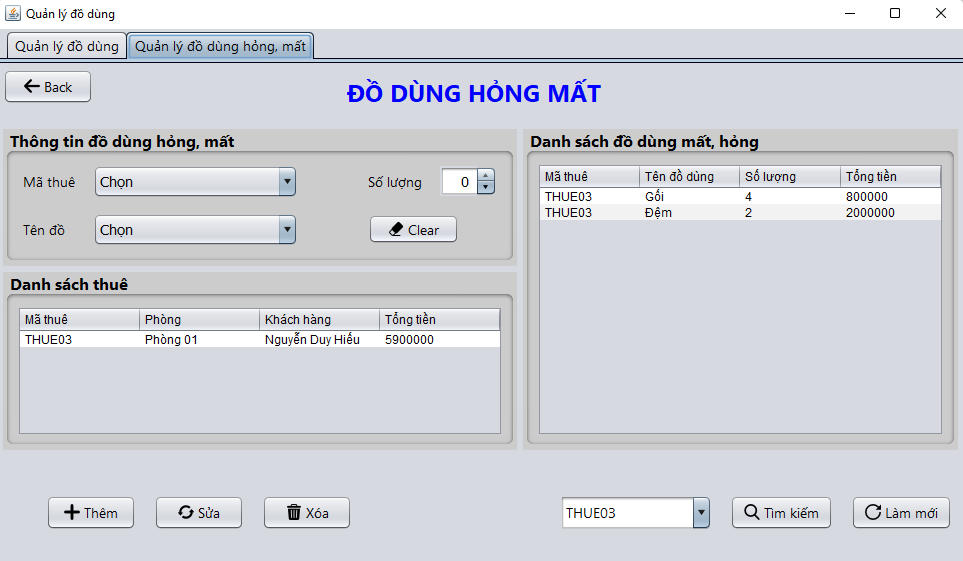 Quản lý đồ dùng
Quản lý đồ dùng Quản lý đồ dùng hỏng, mất
Back
ĐỒ DÙNG HỎNG MẤT
Thông tin đồ dùng hỏng, mất
Mã thuê Chọn Số lượng 0
Tên đồ Chọn Clear
Danh sách thuê
Mã thuê Phòng Khách hàng Tổng tiền
THUE03 Phòng 01 Nguyễn Duy Hiếu 5900000
Danh sách đồ dùng mất, hỏng
Mã thuê Tên đồ dùng Số lượng Tổng tiền
THUE03 Gối 4 800000
THUE03 Đệm 2 2000000
Thêm Sửa Xóa THUE03 Tìm kiếm Làm mới